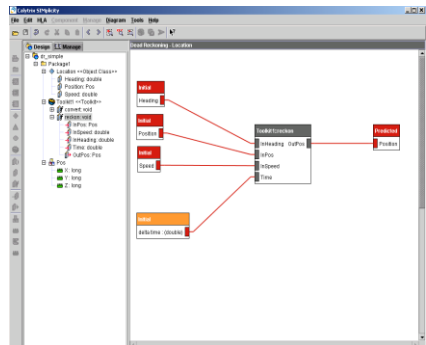 Calytrix SIMplicity
File Edit HLA Component Manage Diagram Tools Help
Design Manage
Dead Reckoning - Location
dr_simple
Package1
Location <<Object Class>>
Heading: double
Position: Pos
Speed: double
Toolkit <<Toolkit>>
convert: void
reckon: void
InPos: Pos
InSpeed: double
InHeading: double
Time: double
OutPos: Pos
Pos
X: long
Y: long
Z: long
Initial
Heading
Initial
Position
Initial
Speed
Initial
delta time : (double)
Toolkit::reckon
InHeading OutPos
InPos
InSpeed
Time
Predicted
Position